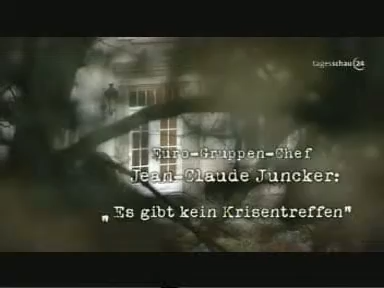 tagesschau24
Euro-Gruppen-Chef
Jean-Claude Juncker:
„Es gibt kein Krisentreffen"